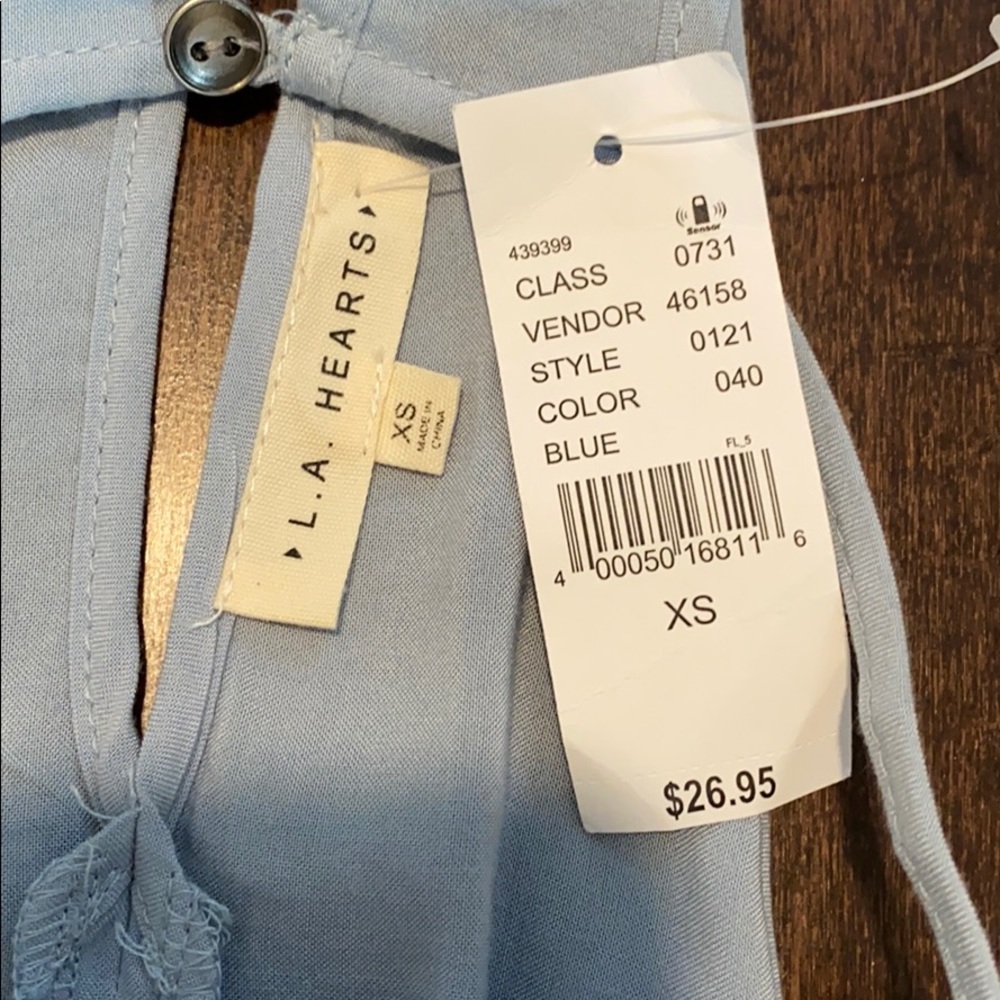 ▶ L.A. HEARTS ▶
XS
MADE IN
CHINA
Sensor
439399
CLASS 0731
VENDOR 46158
STYLE 0121
COLOR 040
BLUE
FL_5
4 00050 16811 6
XS
$26.95